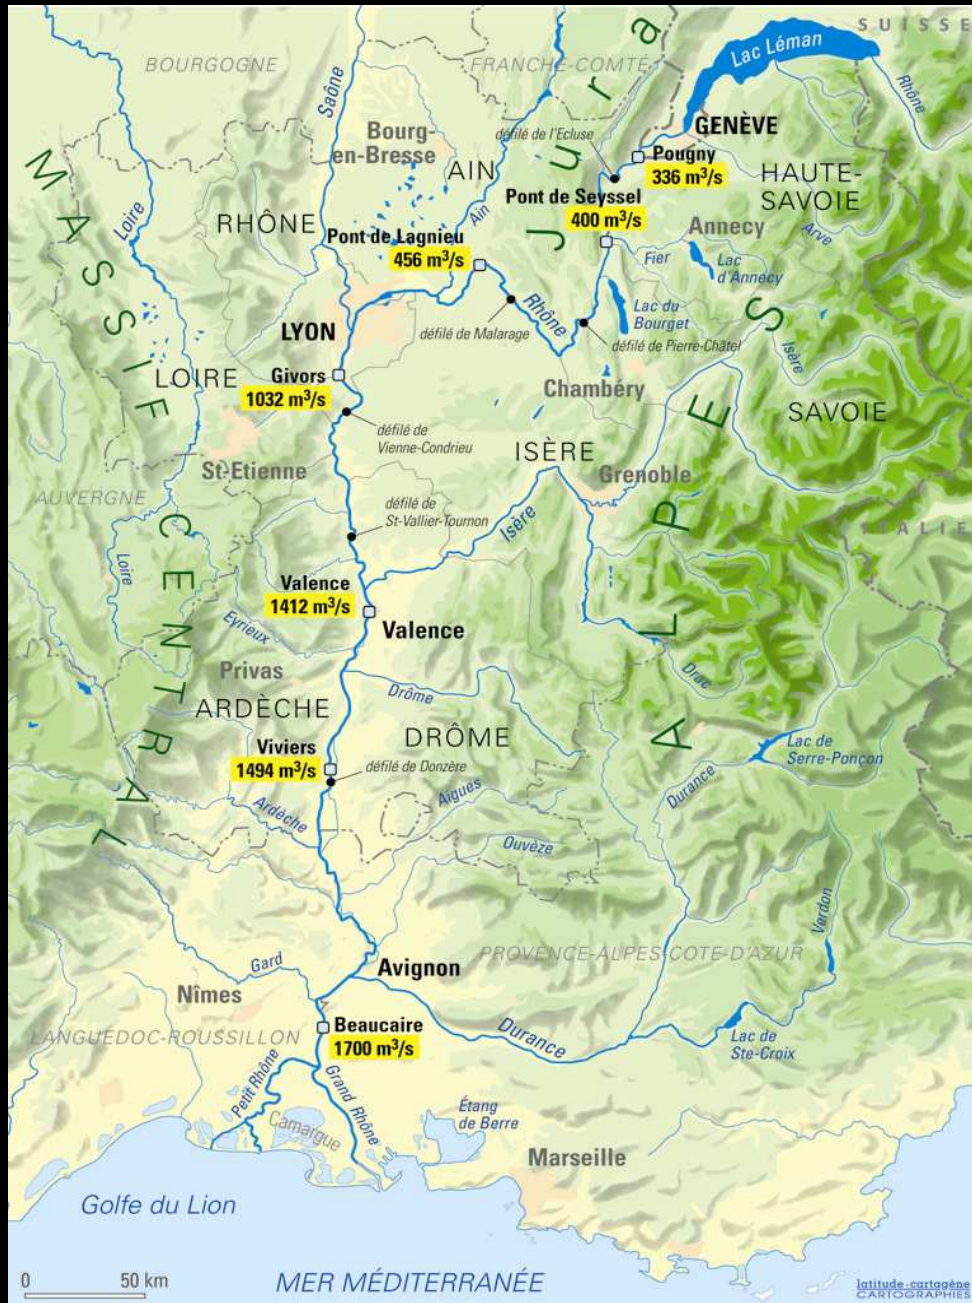 SUISSE
BOURGOGNE
FRANCHE-COMTÉ
Lac Léman
Rhône
Saône
Jura
GENÈVE
Bourg-
en-Bresse
défilé de l'Ecluse
Pougny
336 m³/s
AIN
HAUTE-
SAVOIE
MASSIF CENTRAL
Loire
RHÔNE
Pont de Seyssel
400 m³/s
Annecy
Arve
Ain
Pont de Lagnieu
456 m³/s
Fier
Lac
d'Annecy
Rhône
Lac du
Bourget
LYON
défilé de Malarage
défilé de Pierre-Châtel
Isère
ALPES
LOIRE
Givors
1032 m³/s
Chambéry
SAVOIE
défilé de
Vienne-Condrieu
ISÈRE
St-Etienne
Grenoble
AUVERGNE
défilé de
St-Vallier-Tournon
Isère
ITALIE
Loire
Valence
1412 m³/s
Eyrieux
Valence
Privas
Drac
Drôme
ARDÈCHE
DRÔME
Viviers
1494 m³/s
défilé de Donzère
Lac de
Serre-Ponçon
Durance
Aigues
Ardèche
Ouvèze
Verdon
PROVENCE-ALPES-COTE-D'AZUR
Gard
Avignon
Nîmes
LANGUEDOC-ROUSSILLON
Beaucaire
1700 m³/s
Durance
Lac de
Ste-Croix
Petit Rhône
Grand Rhône
Camargue
Étang
de Berre
Marseille
Golfe du Lion
0 50 km
MER MÉDITERRANÉE
latitude-cartagène
CARTOGRAPHIES